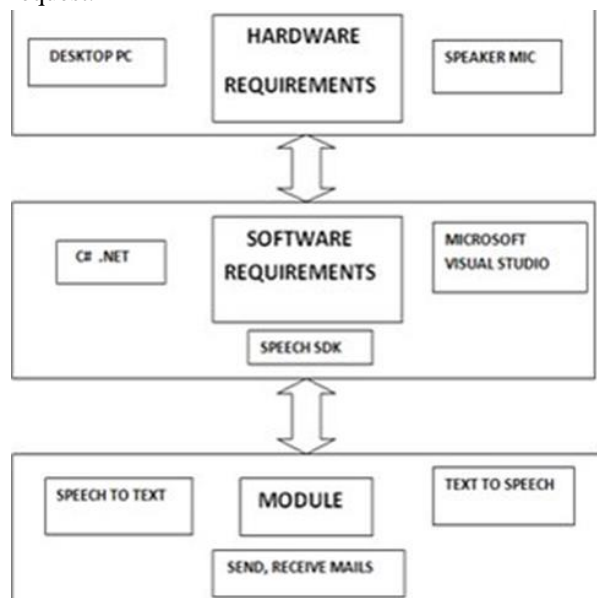 HARDWARE
REQUIREMENTS
DESKTOP PC
SPEAKER MIC
SOFTWARE
REQUIREMENTS
C# .NET
MICROSOFT
VISUAL STUDIO
SPEECH SDK
SPEECH TO TEXT
MODULE
TEXT TO SPEECH
SEND, RECEIVE MAILS